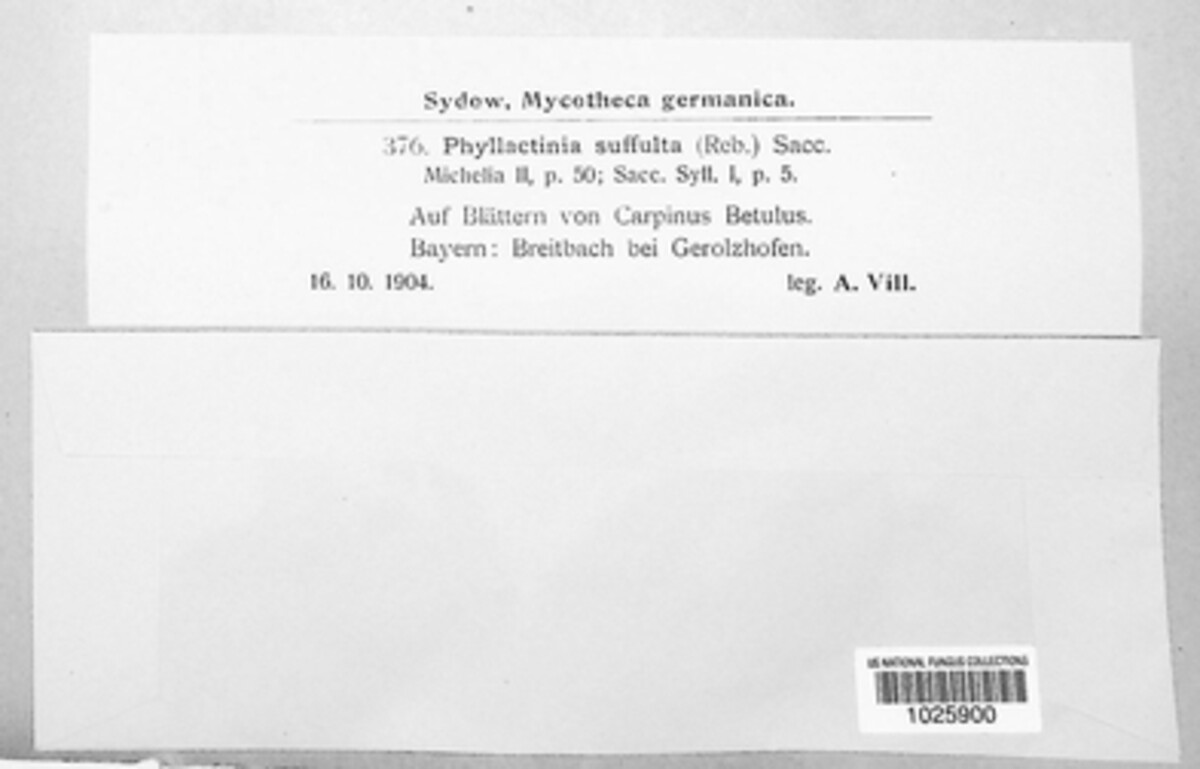 Sydow, Mycotheca germanica.
376. Phyllactinia suffulta (Reb.) Sacc.
Michelia II, p. 50; Sacc. Syll. I, p. 5.
Auf Blättern von Carpinus Betulus.
Bayern: Breitbach bei Gerolzhofen.
16. 10. 1904. leg. A. Vill.
US NATIONAL FUNGUS COLLECTIONS
1025900